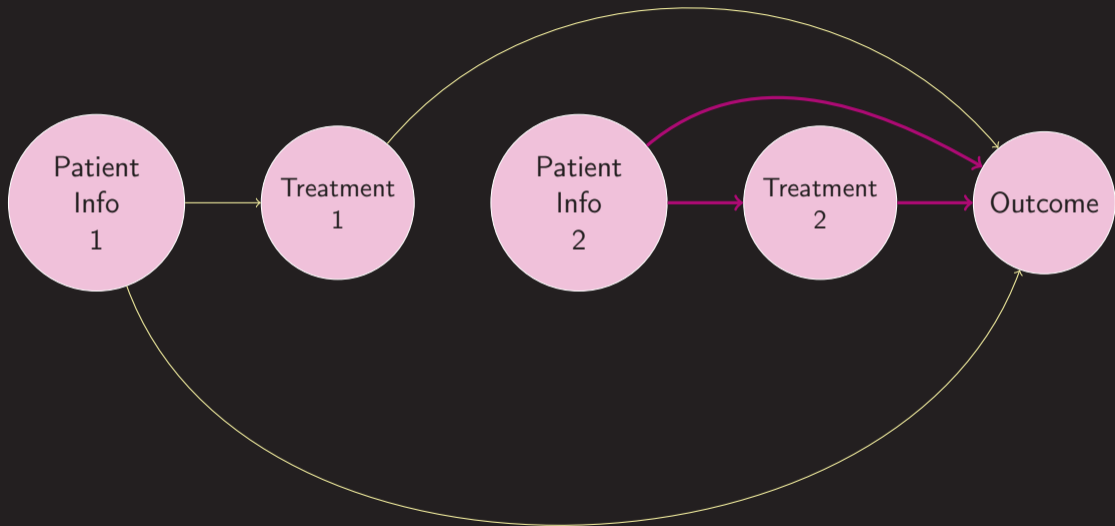 Patient
Info
1
Treatment
1
Patient
Info
2
Treatment
2
Outcome